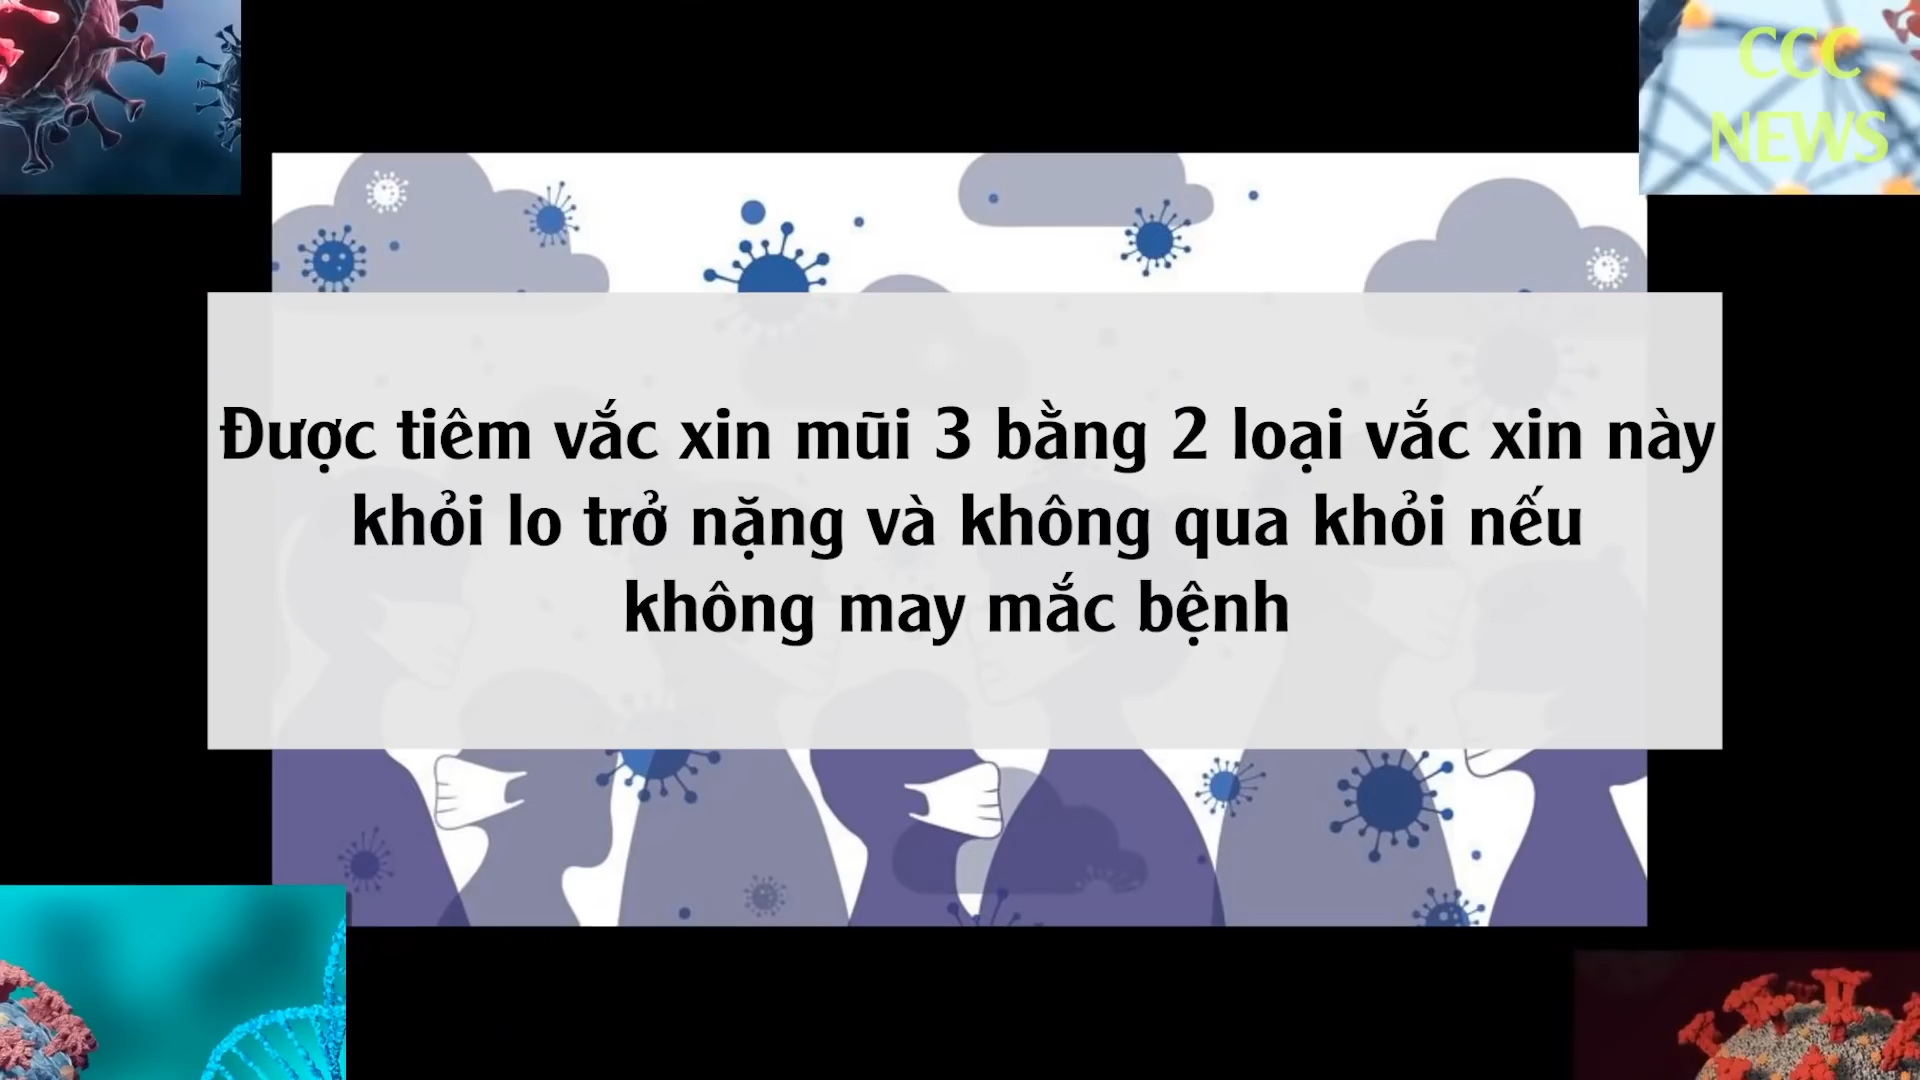 CCC
NEWS
Được tiêm vắc xin mũi 3 bằng 2 loại vắc xin này
khỏi lo trở nặng và không qua khỏi nếu
không may mắc bệnh